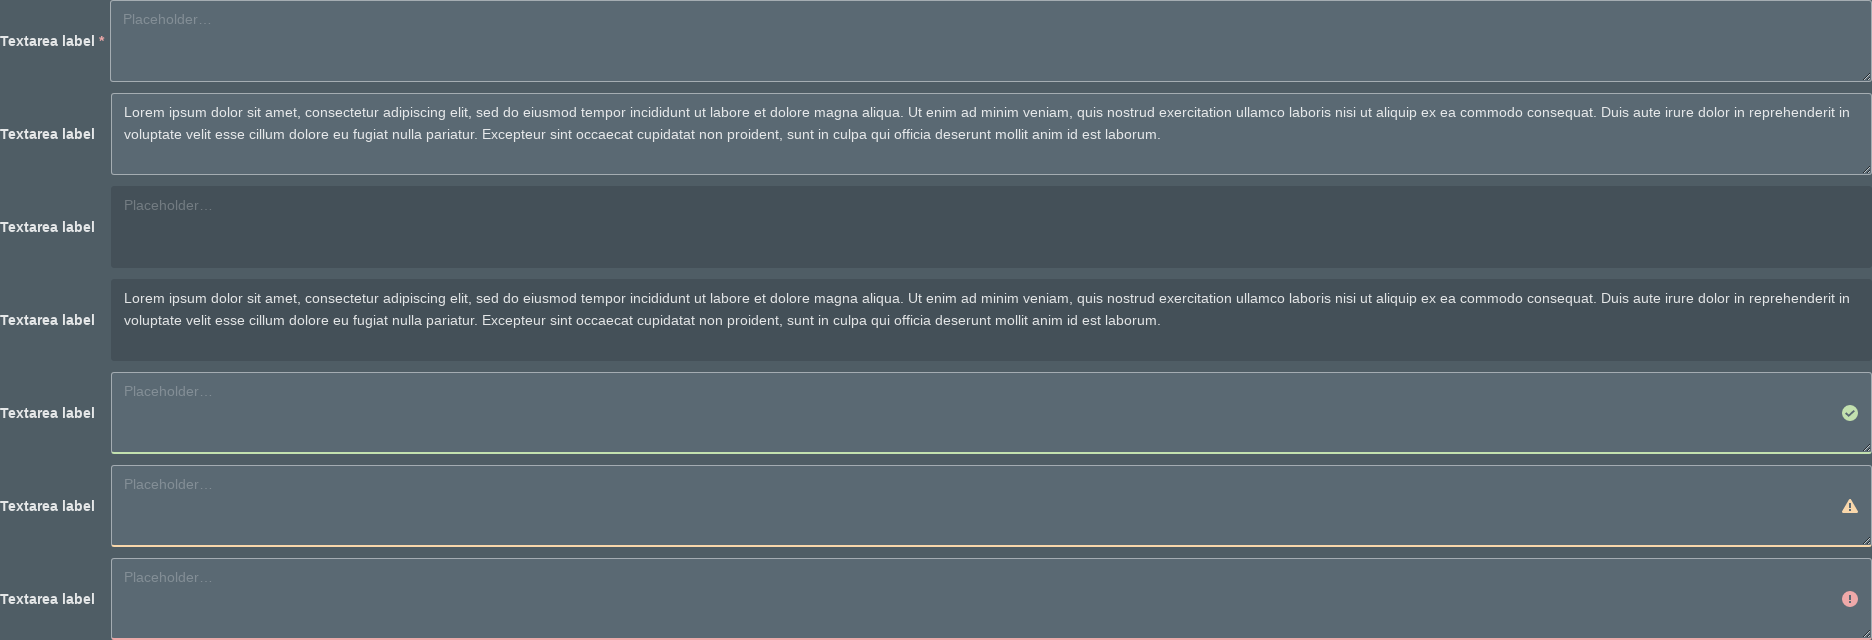 Textarea label *
Placeholder…
Textarea label
Lorem ipsum dolor sit amet, consectetur adipiscing elit, sed do eiusmod tempor incididunt ut labore et dolore magna aliqua. Ut enim ad minim veniam, quis nostrud exercitation ullamco laboris nisi ut aliquip ex ea commodo consequat. Duis aute irure dolor in reprehenderit in
voluptate velit esse cillum dolore eu fugiat nulla pariatur. Excepteur sint occaecat cupidatat non proident, sunt in culpa qui officia deserunt mollit anim id est laborum.
Textarea label
Placeholder…
Textarea label
Lorem ipsum dolor sit amet, consectetur adipiscing elit, sed do eiusmod tempor incididunt ut labore et dolore magna aliqua. Ut enim ad minim veniam, quis nostrud exercitation ullamco laboris nisi ut aliquip ex ea commodo consequat. Duis aute irure dolor in reprehenderit in
voluptate velit esse cillum dolore eu fugiat nulla pariatur. Excepteur sint occaecat cupidatat non proident, sunt in culpa qui officia deserunt mollit anim id est laborum.
Textarea label
Placeholder…
Textarea label
Placeholder…
Textarea label
Placeholder…